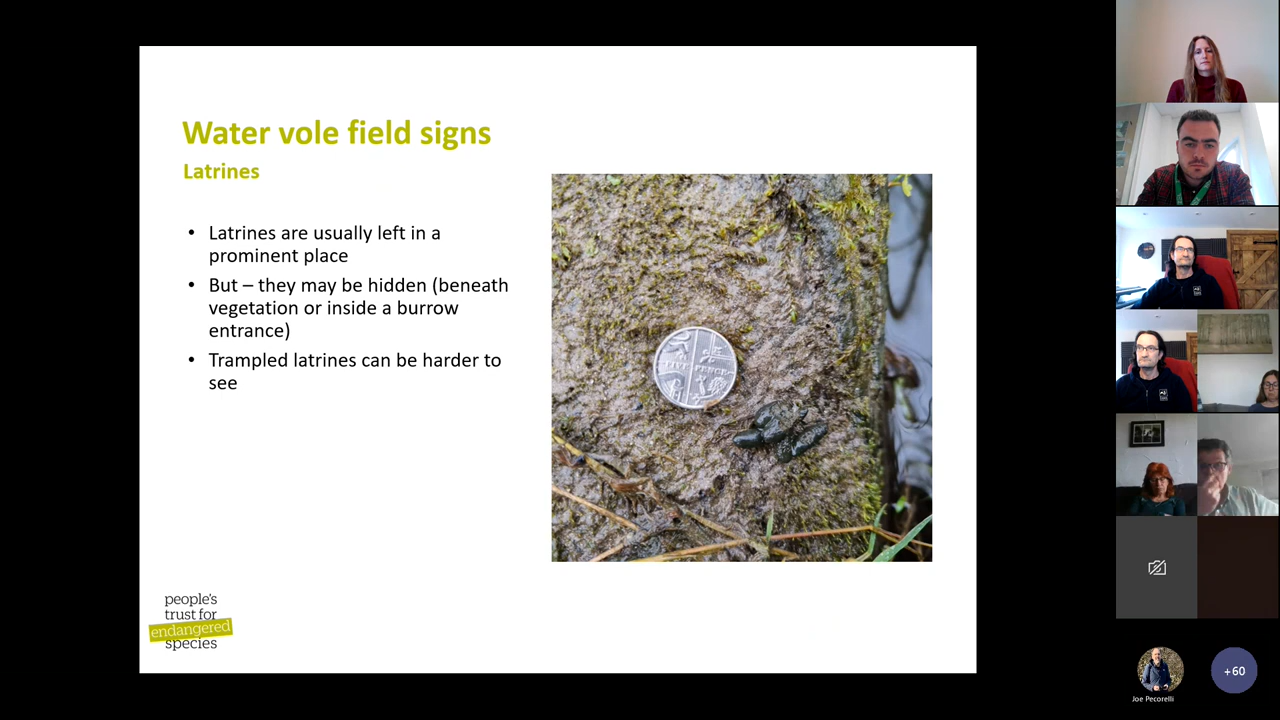 Water vole field signs
Latrines
• Latrines are usually left in a
prominent place
• But – they may be hidden (beneath
vegetation or inside a burrow
entrance)
• Trampled latrines can be harder to
see
FIVE PENCE
people's
trust for
endangered
species
Joe Pecorelli
+60